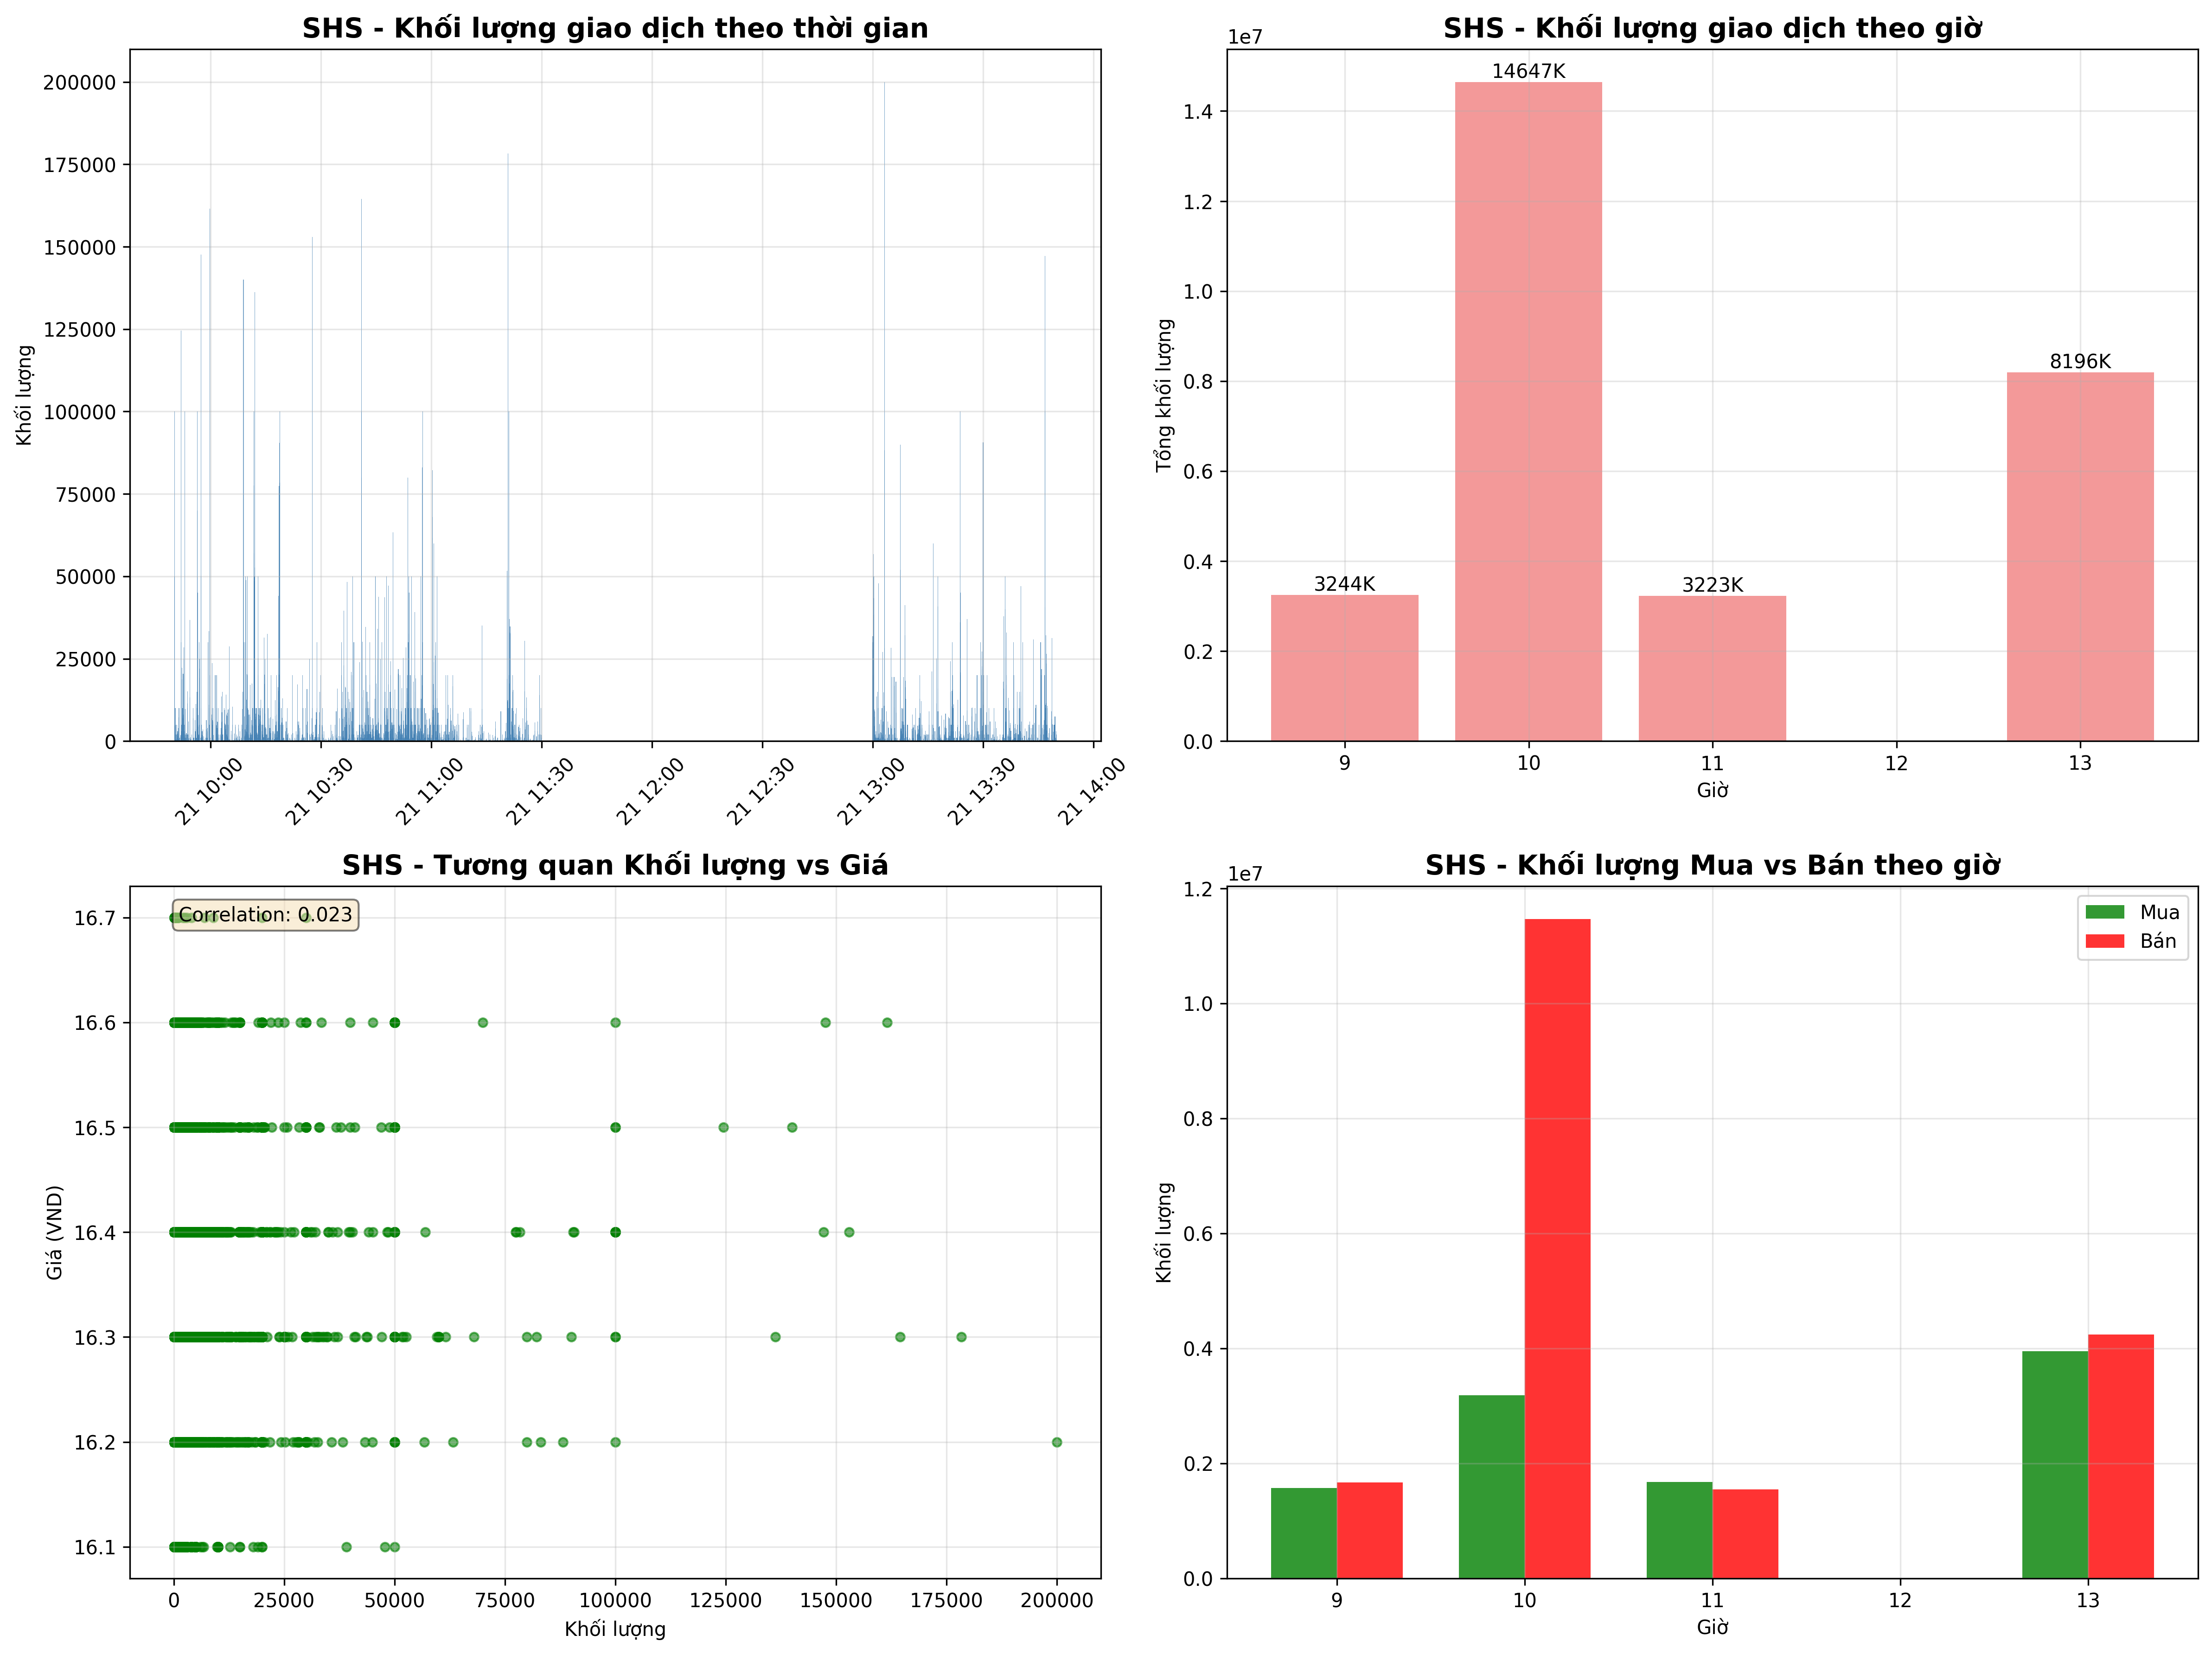 SHS - Khối lượng giao dịch theo thời gian
Khối lượng
200000
175000
150000
125000
100000
75000
50000
25000
0
21 10:00
21 10:30
21 11:00
21 11:30
21 12:00
21 12:30
21 13:00
21 13:30
21 14:00
SHS - Khối lượng giao dịch theo giờ
1e7
Tổng khối lượng
1.4
1.2
1.0
0.8
0.6
0.4
0.2
0.0
3244K
14647K
3223K
8196K
9
10
11
12
13
Giờ
SHS - Tương quan Khối lượng vs Giá
Correlation: 0.023
Giá (VND)
16.7
16.6
16.5
16.4
16.3
16.2
16.1
0
25000
50000
75000
100000
125000
150000
175000
200000
Khối lượng
SHS - Khối lượng Mua vs Bán theo giờ
1e7
Khối lượng
1.2
1.0
0.8
0.6
0.4
0.2
0.0
Mua
Bán
9
10
11
12
13
Giờ